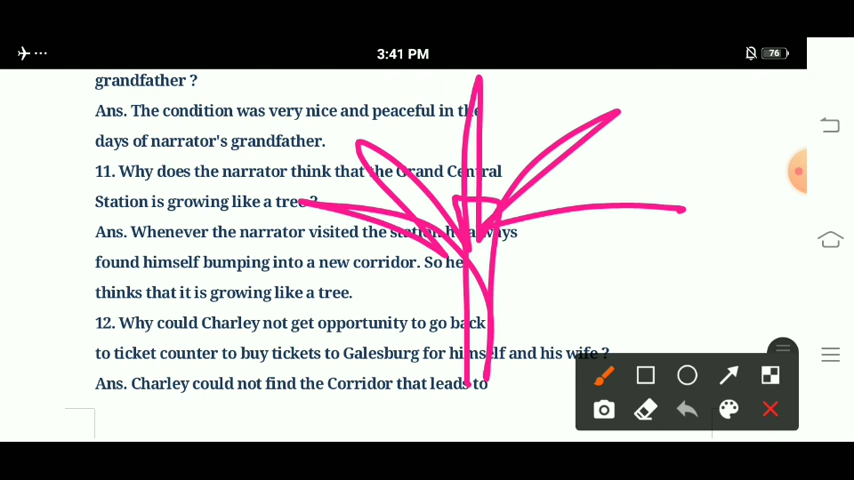 3:41 PM
76
grandfather ?
Ans. The condition was very nice and peaceful in the
days of narrator's grandfather.
11. Why does the narrator think that the Grand Central
Station is growing like a tree ?
Ans. Whenever the narrator visited the station he always
found himself bumping into a new corridor. So he
thinks that it is growing like a tree.
12. Why could Charley not get opportunity to go back
to ticket counter to buy tickets to Galesburg for himself and his wife ?
Ans. Charley could not find the Corridor that leads to